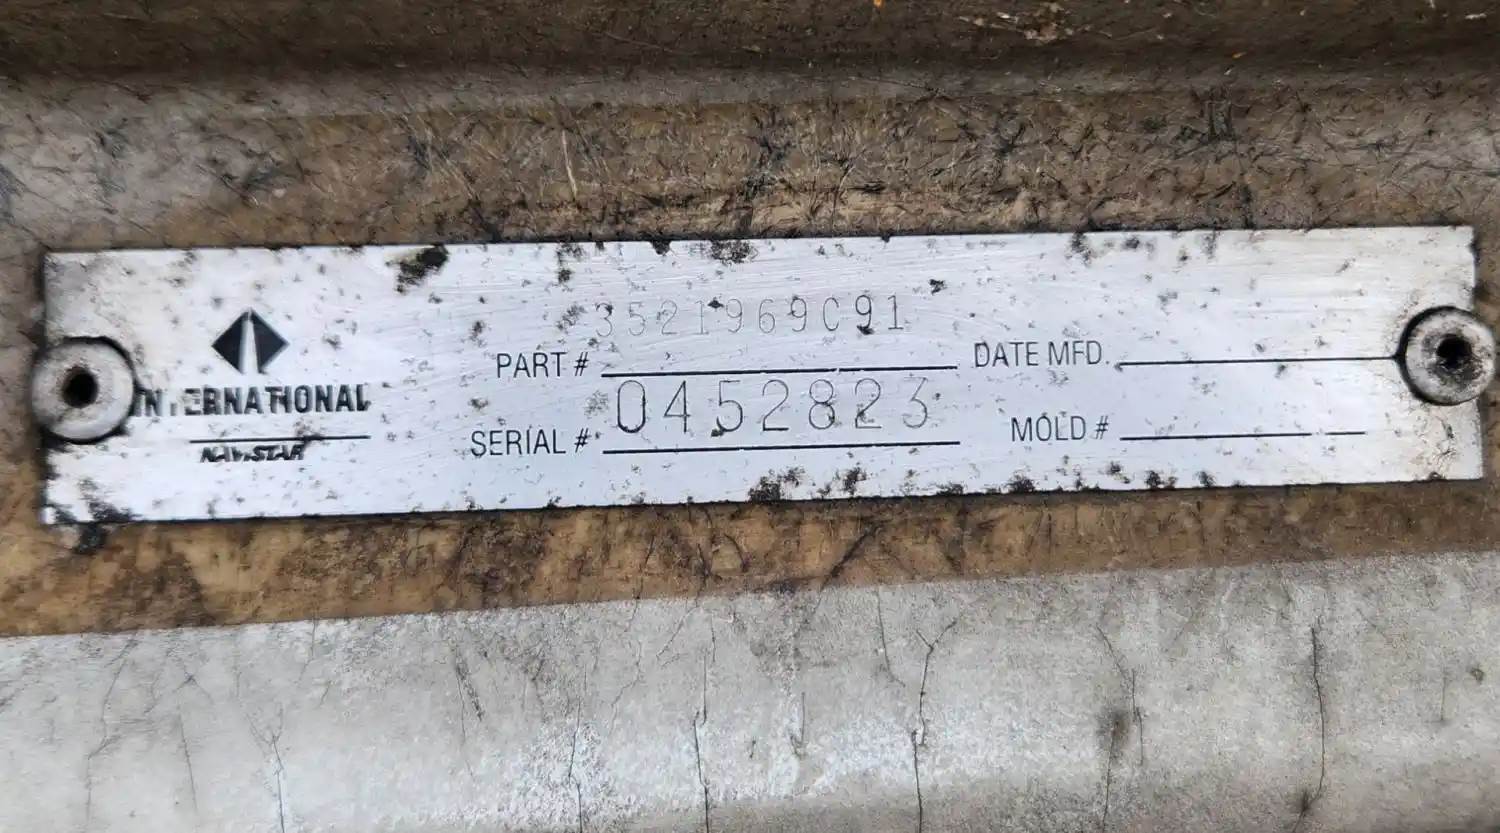 INTERNATIONAL
NAVISTAR
3521969C91
PART #
0452823
SERIAL #
DATE MFD.
MOLD #